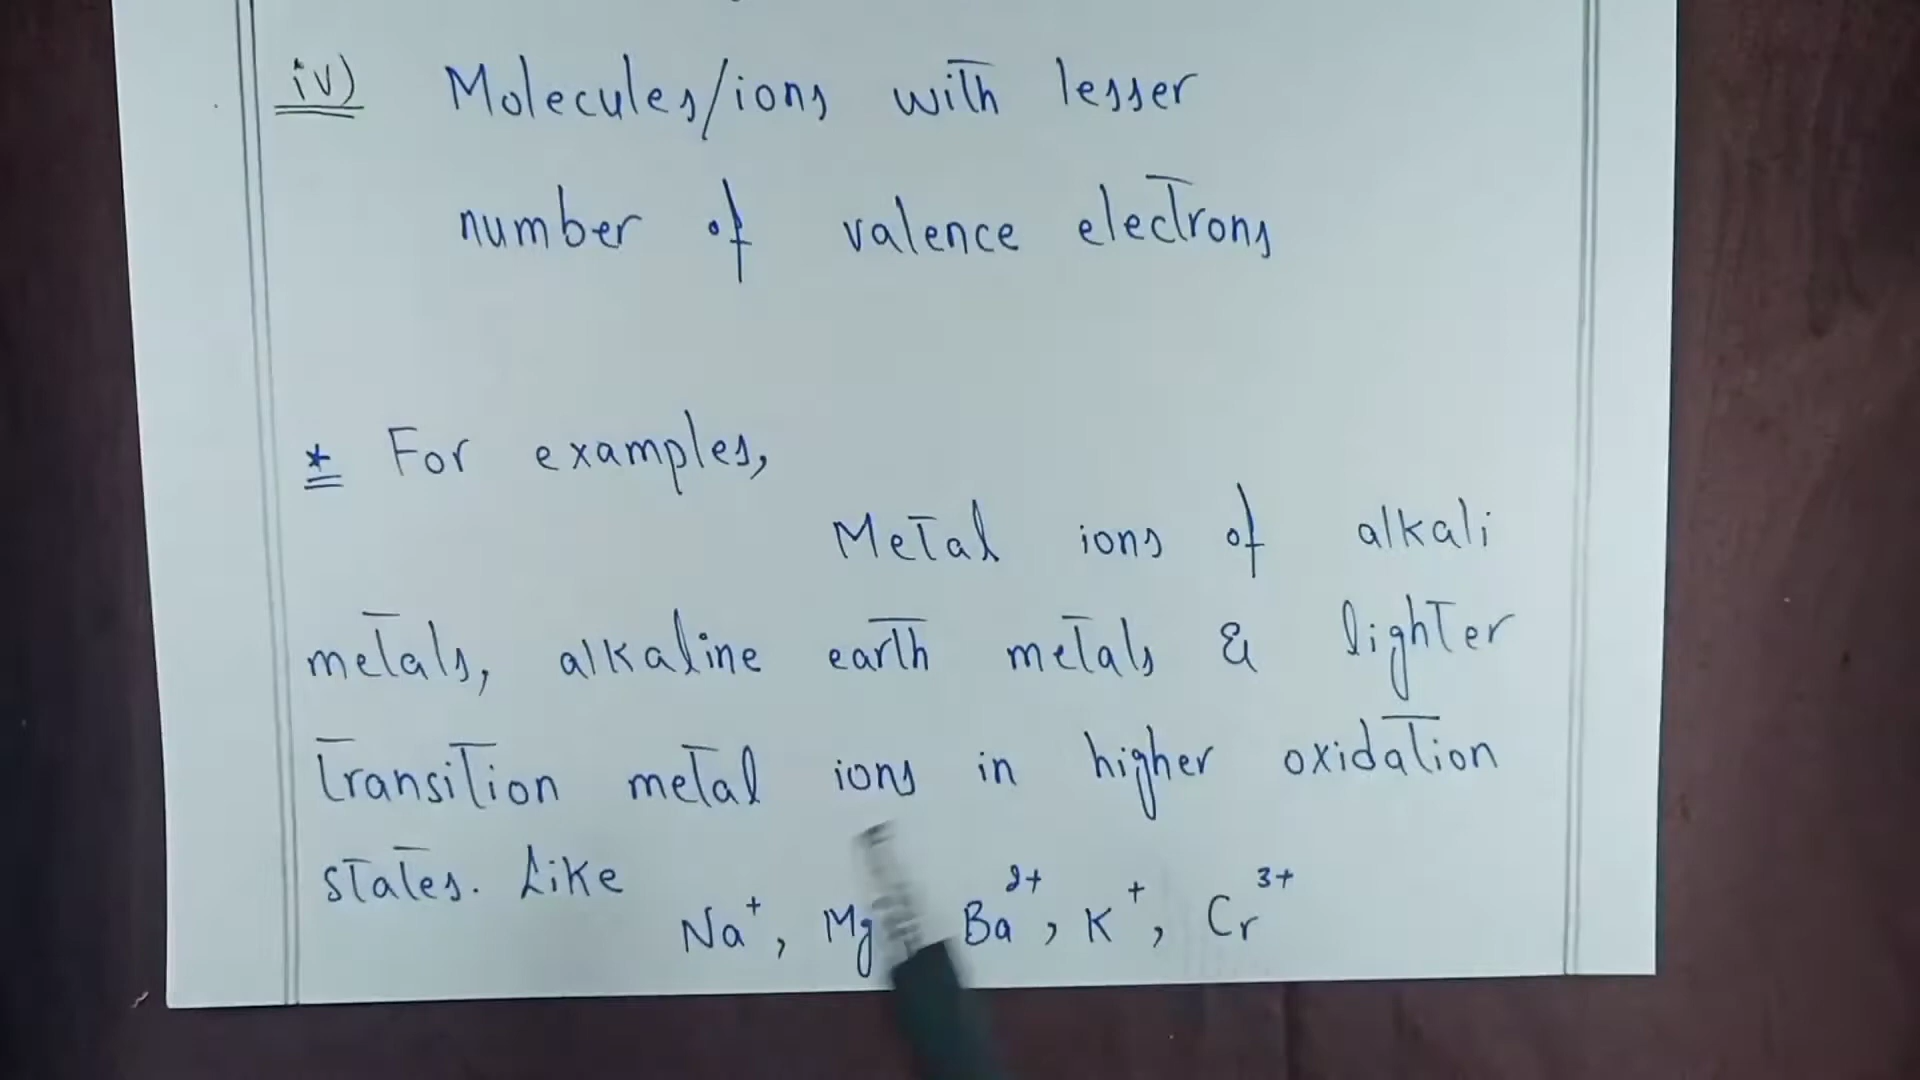 iv) Molecules/ions with lesser
number of valence electrons
* For examples,
Metal ions of alkali
metals, alkaline earth metals & lighter
transition metal ions in higher oxidation
states. Like
Na⁺, Mg Ba²⁺, K⁺, Cr³⁺